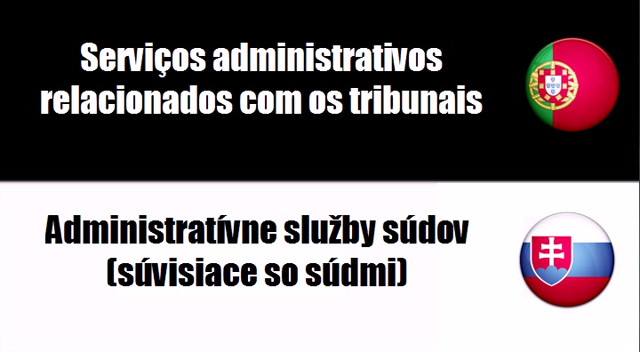 Serviços administrativos
relacionados com os tribunais
Administratívne služby súdov
(súvisiace so súdmi)